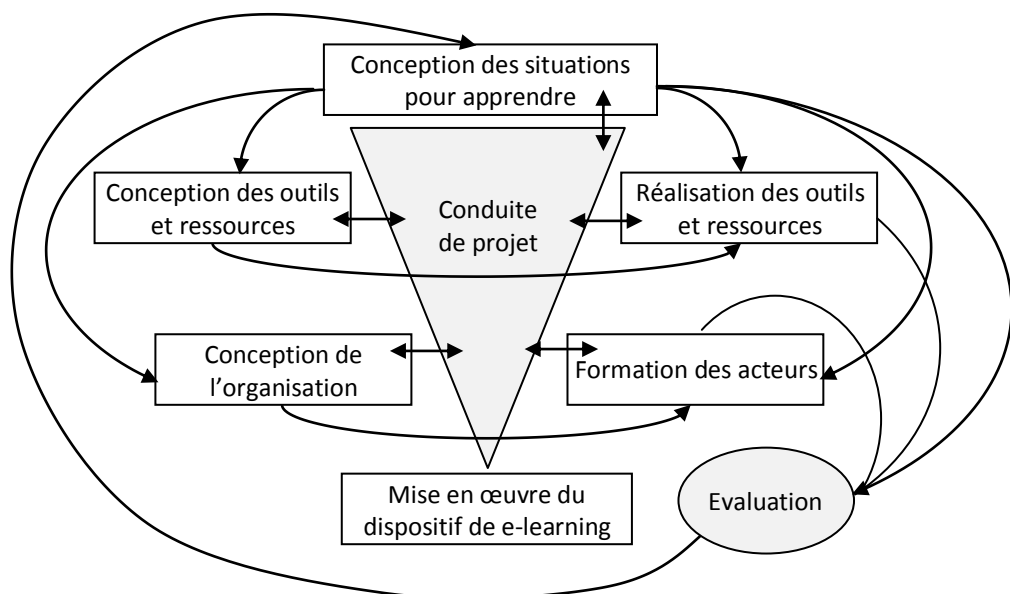 Conception des situations
pour apprendre
Conception des outils
et ressources
Conduite
de projet
Réalisation des outils
et ressources
Conception de
l’organisation
Formation des acteurs
Mise en œuvre du
dispositif de e-learning
Evaluation